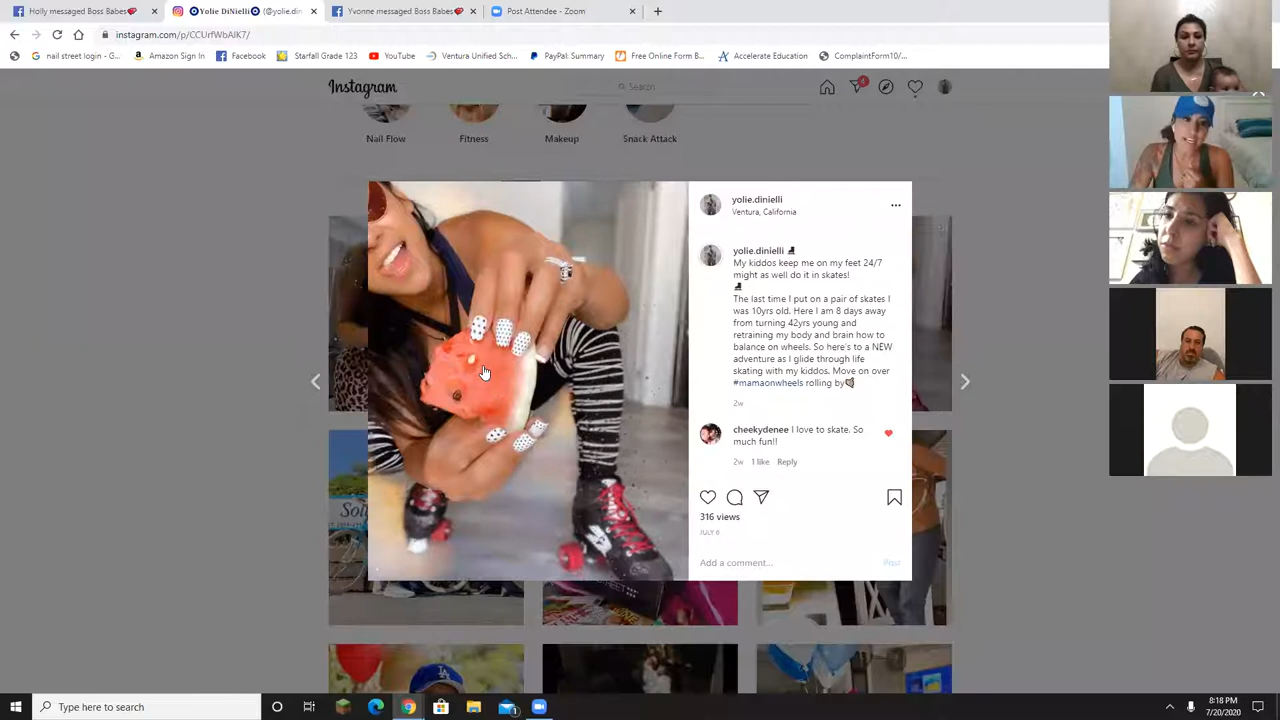 Holly messaged Boss Babes
Yolie DiNielli (@yolie.din
Yvonne messaged Boss Babes
Post Attendee - Zoom
instagram.com/p/CCUrfWbAIK7/
nail street login - G...
Amazon Sign In
Facebook
Starfall Grade 123
YouTube
Ventura Unified Sch...
PayPal: Summary
Free Online Form B...
Accelerate Education
ComplaintForm10/...
Instagram
Search
4
Nail Flow
Fitness
Makeup
Snack Attack
yolie.dinielli
Ventura, California
yolie.dinielli
My kiddos keep me on my feet 24/7
might as well do it in skates!
The last time I put on a pair of skates I
was 10yrs old. Here I am 8 days away
from turning 42yrs young and
retraining my body and brain how to
balance on wheels. So here's to a NEW
adventure as I glide through life
skating with my kiddos. Move on over
#mamaonwheels rolling by
2w
cheekydenee I love to skate. So
much fun!!
2w 1 like Reply
316 views
JULY 6
Add a comment...
Post
Type here to search
1
8:18 PM
7/20/2020